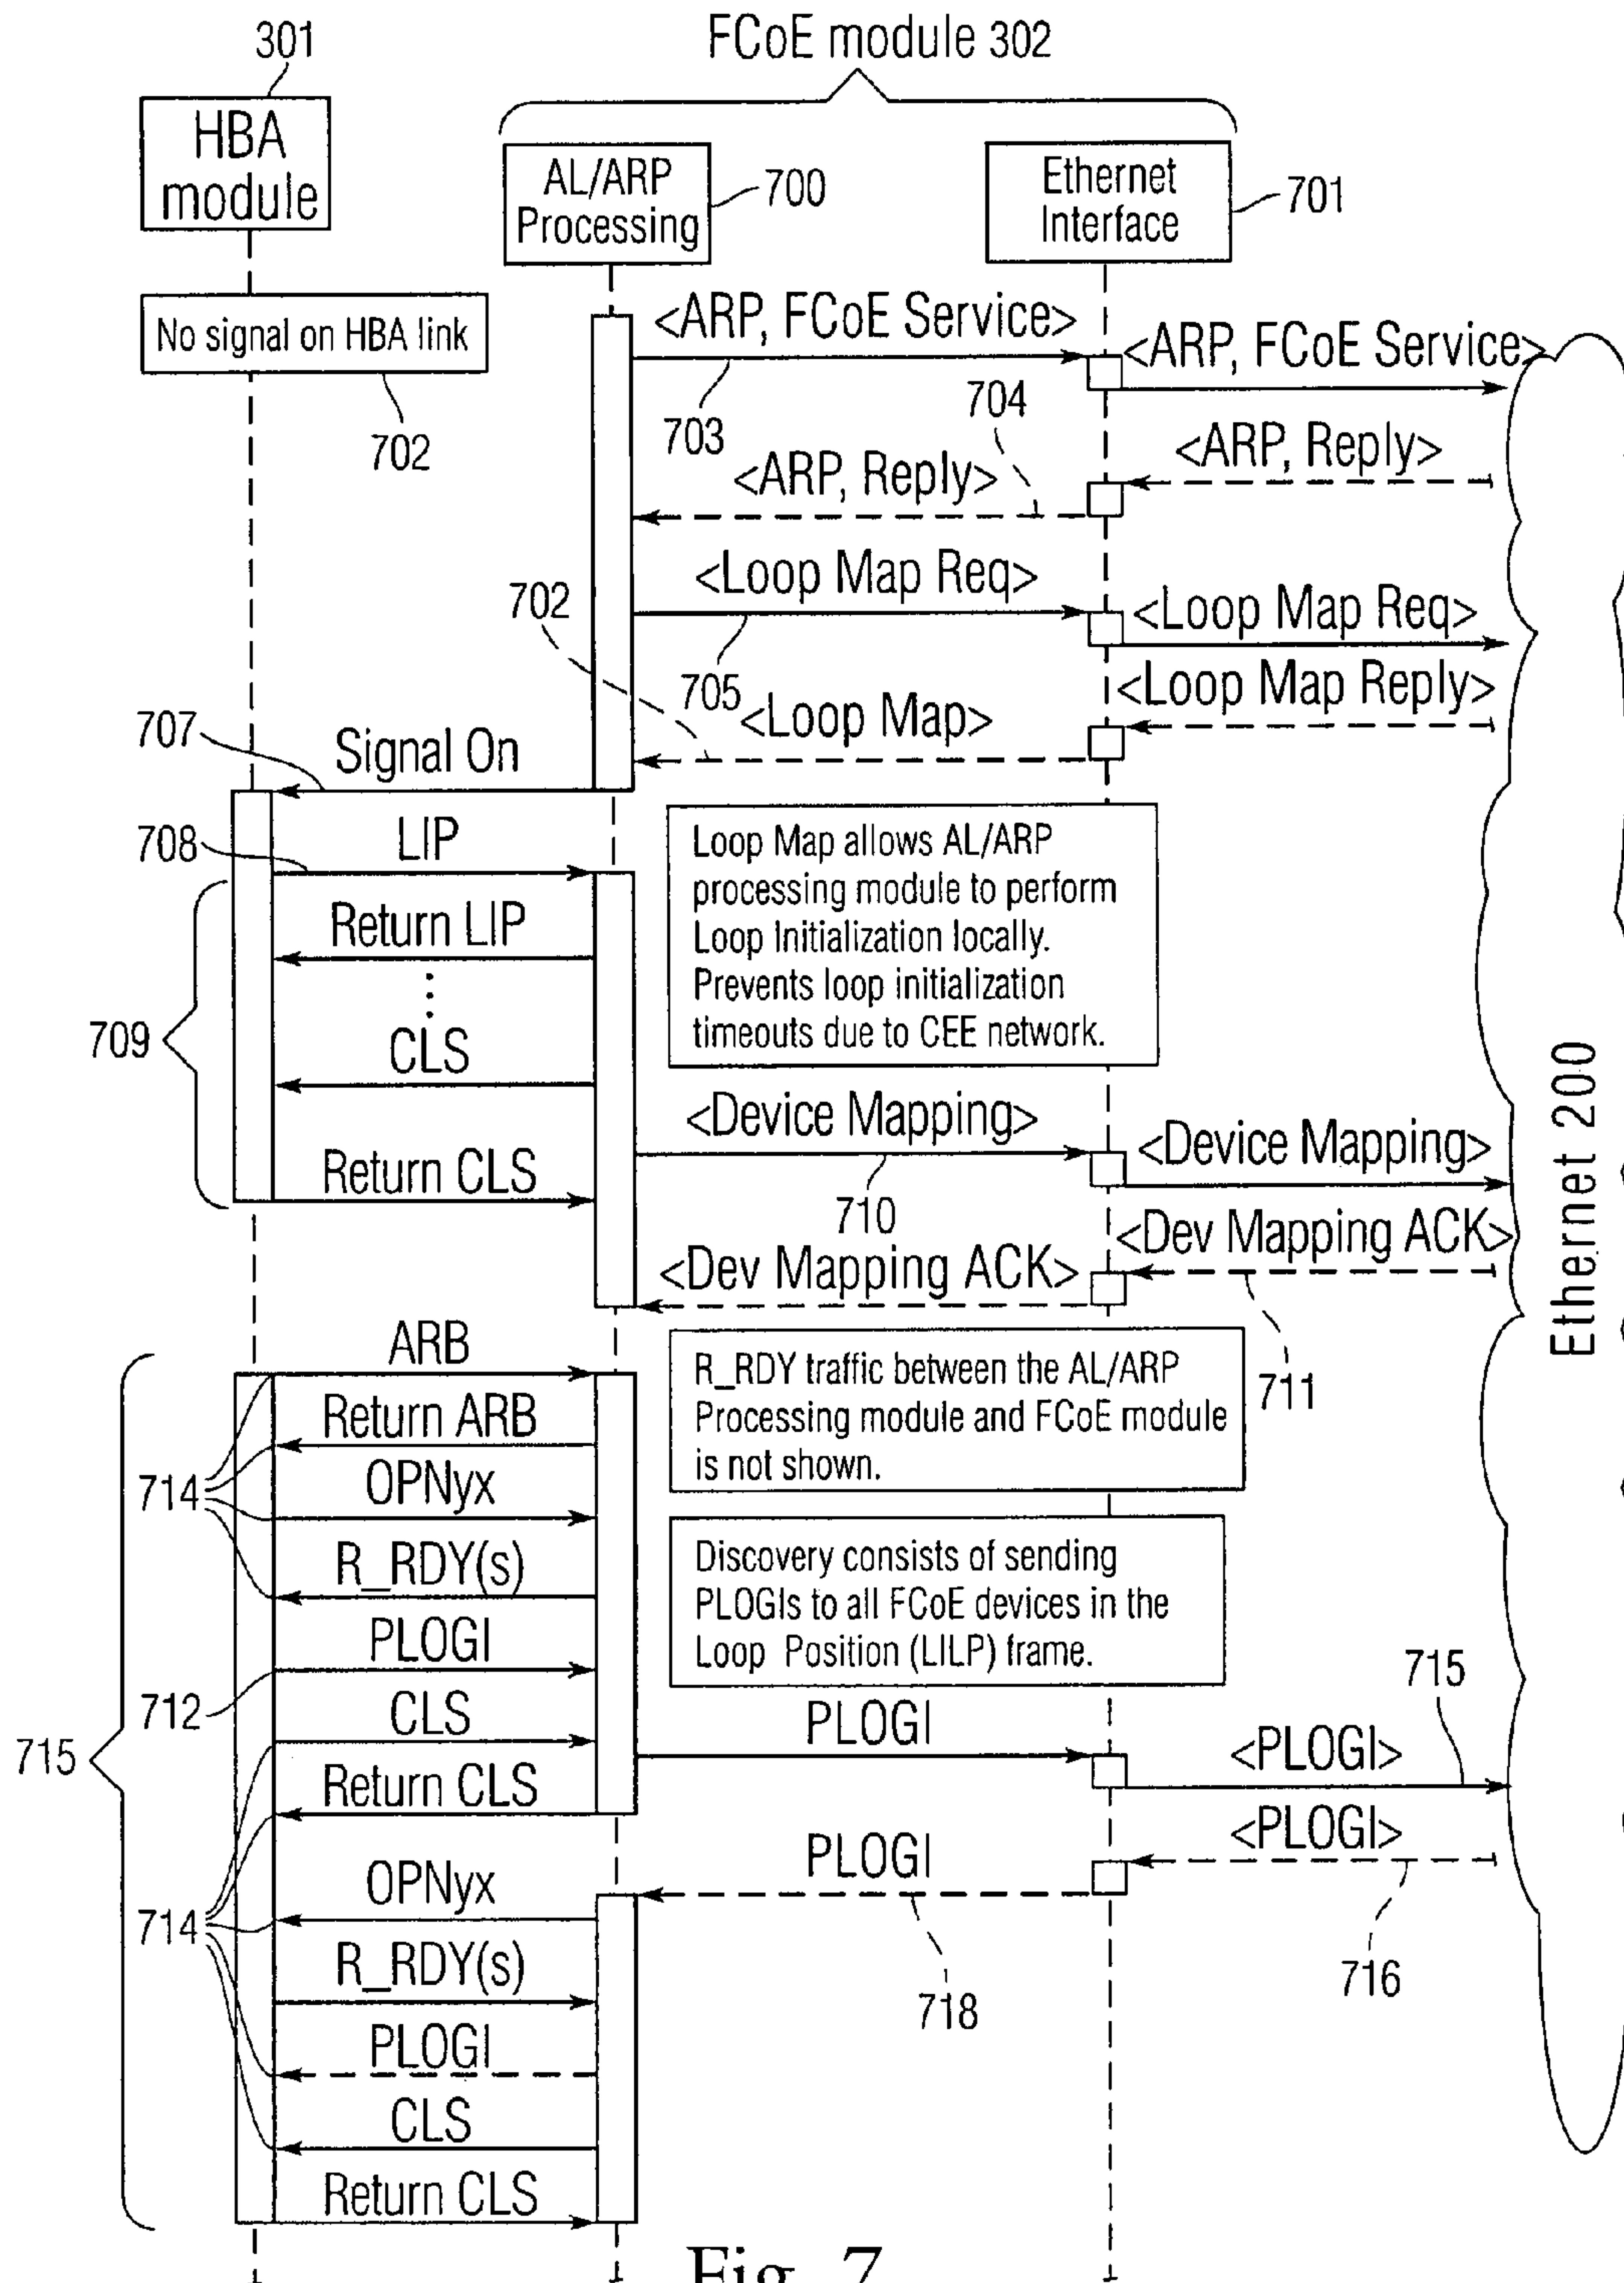 301
FCoE module 302
HBA
module
AL/ARP
Processing
700
Ethernet
Interface
701
No signal on HBA link
702
<ARP, FCoE Service>
703
<ARP, FCoE Service>
704
<ARP, Reply>
<ARP, Reply>
<Loop Map Req>
702
705
<Loop Map Req>
<Loop Map Reply>
<Loop Map>
707
Signal On
708
LIP
Loop Map allows AL/ARP
processing module to perform
Loop Initialization locally.
Prevents loop initialization
timeouts due to CEE network.
Return LIP
709
CLS
<Device Mapping>
<Device Mapping>
710
Return CLS
<Dev Mapping ACK>
<Dev Mapping ACK>
711
Ethernet 200
ARB
R_RDY traffic between the AL/ARP
Processing module and FCoE module
is not shown.
Return ARB
714
OPNyx
R_RDY(s)
Discovery consists of sending
PLOGIs to all FCoE devices in the
Loop Position (LILP) frame.
PLOGI
712
CLS
715
PLOGI
<PLOGI>
715
Return CLS
PLOGI
<PLOGI>
716
718
OPNyx
714
R_RDY(s)
PLOGI
CLS
Return CLS
Fig. 7